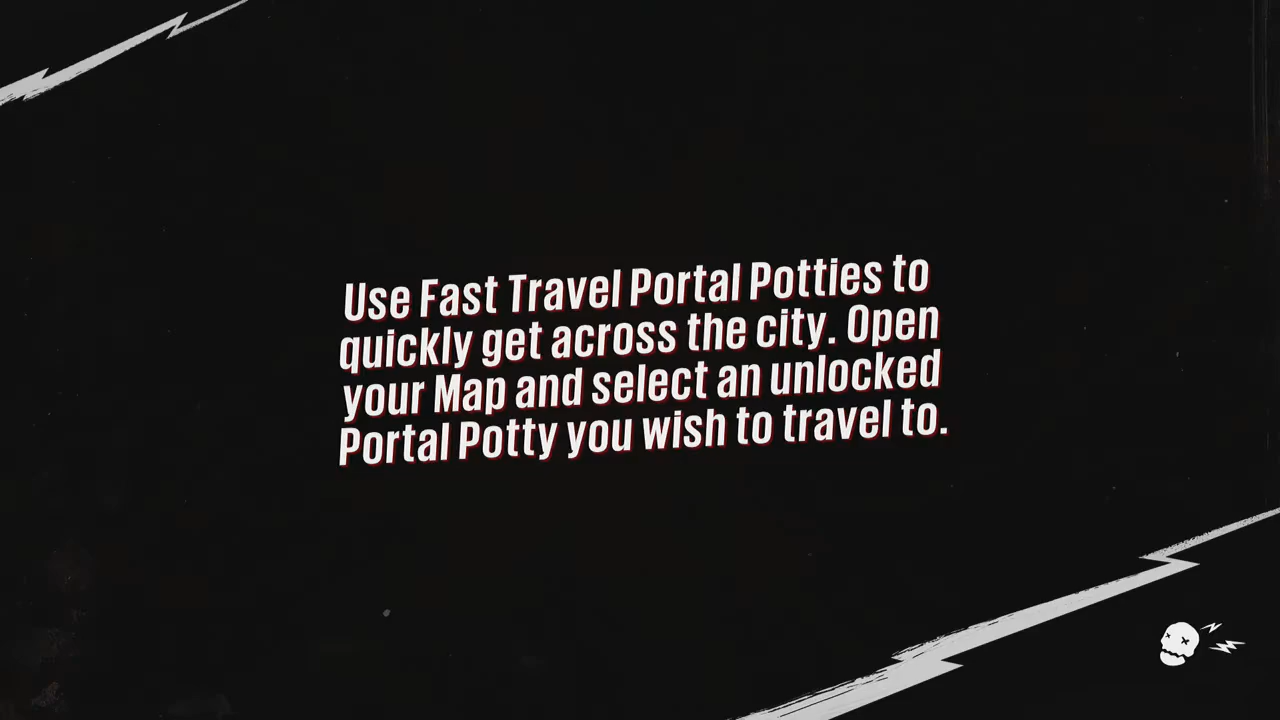 Use Fast Travel Portal Potties to
quickly get across the city. Open
your Map and select an unlocked
Portal Potty you wish to travel to.